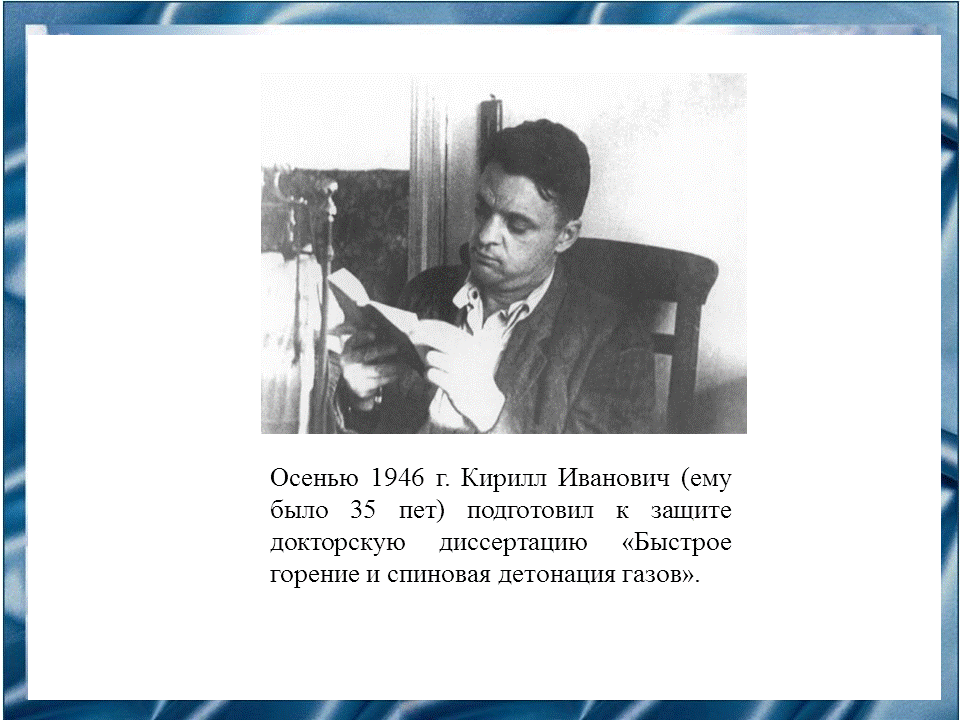 Осенью 1946 г. Кирилл Иванович (ему
было 35 пет) подготовил к защите
докторскую диссертацию «Быстрое
горение и спиновая детонация газов».